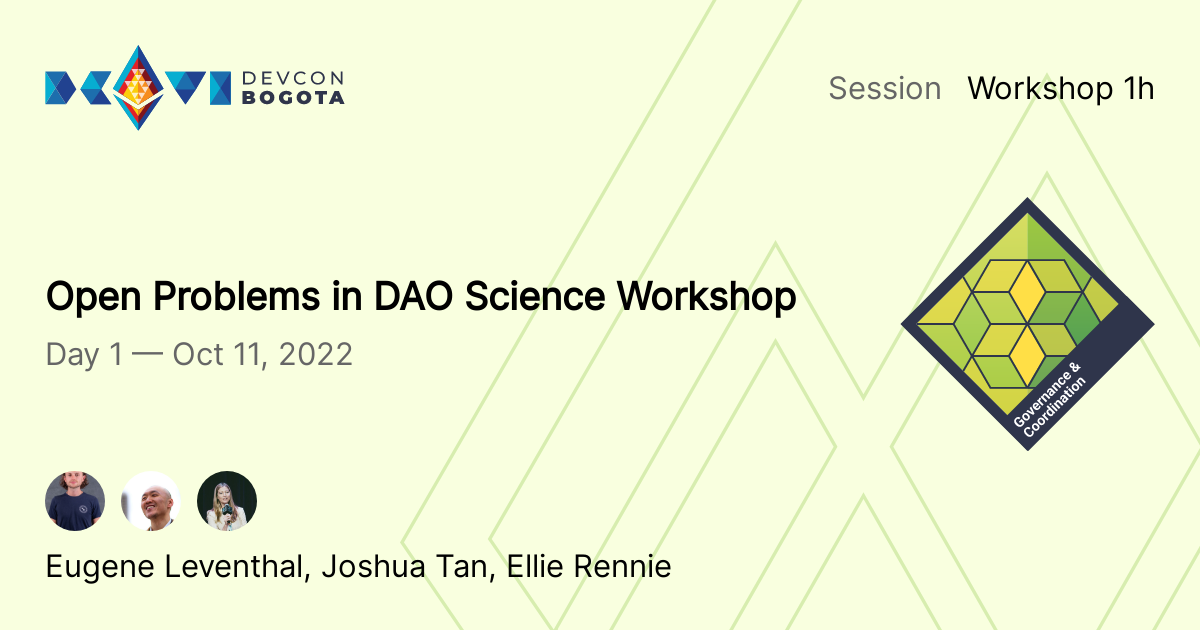 DEVCON
BOGOTA
Session Workshop 1h
Open Problems in DAO Science Workshop
Day 1 — Oct 11, 2022
Governance &
Coordination
Eugene Leventhal, Joshua Tan, Ellie Rennie